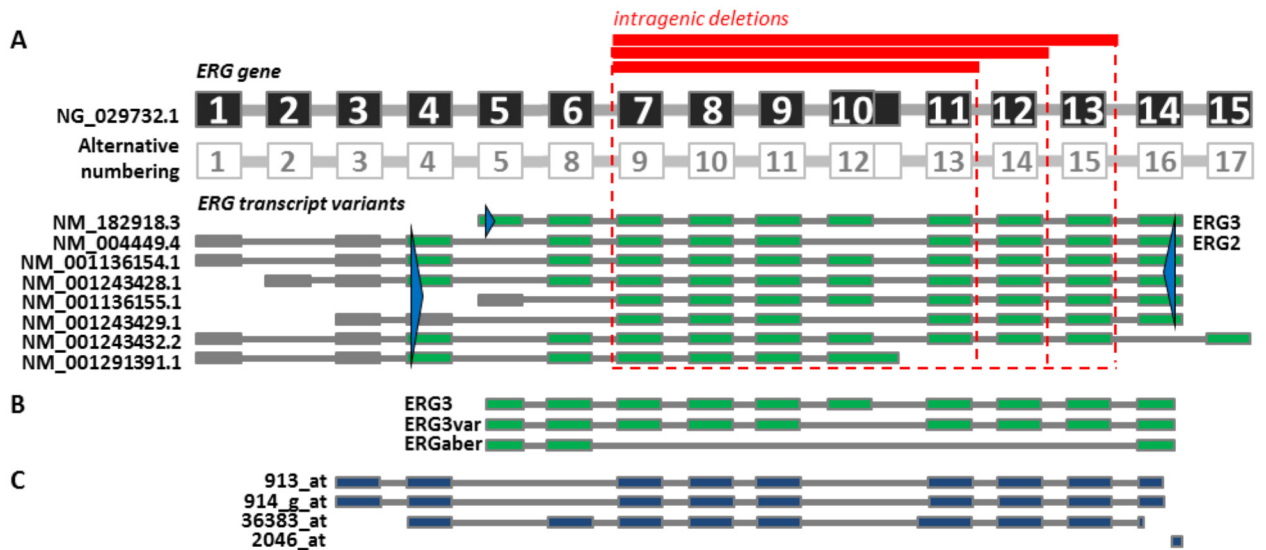 A
intragenic deletions
ERG gene
NG_029732.1 1 2 3 4 5 6 7 8 9 10 11 12 13 14 15
Alternative
numbering
1 2 3 4 5 8 9 10 11 12 13 14 15 16 17
ERG transcript variants
NM_182918.3 ERG3
NM_004449.4 ERG2
NM_001136154.1
NM_001243428.1
NM_001136155.1
NM_001243429.1
NM_001243432.2
NM_001291391.1
B
ERG3
ERG3var
ERGaber
C
913_at
914_g_at
36383_at
2046_at